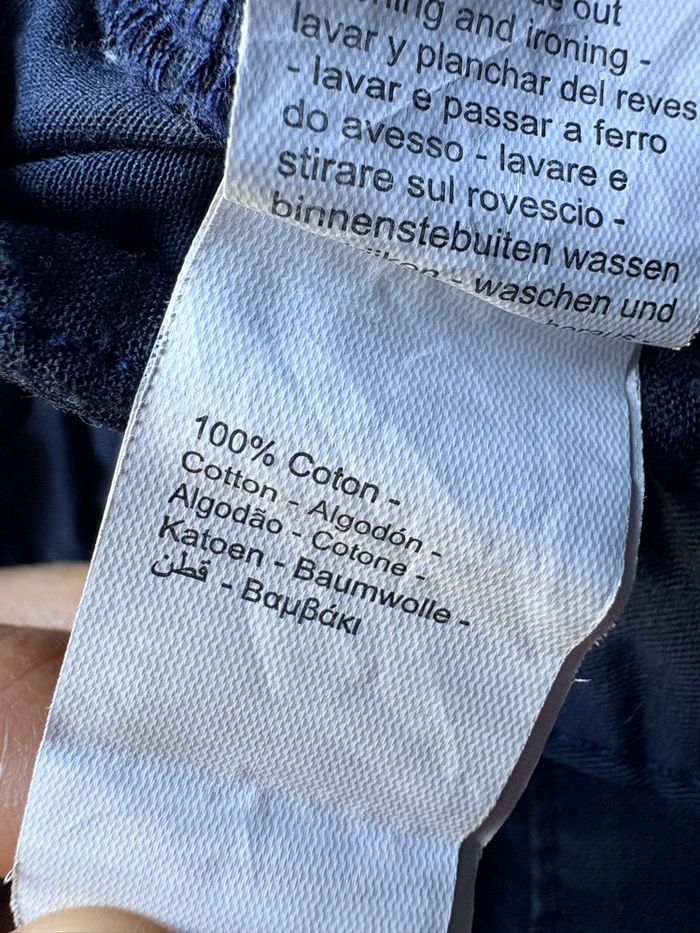 and ironing -
lavar y planchar del reves
- lavar e passar a ferro
do avesso - lavare e
stirare sul rovescio -
binnenstebuiten wassen
- waschen und
100% Coton -
Cotton - Algodón -
Algodão - Cotone -
Katoen - Baumwolle -
قطن - Βαμβάκι